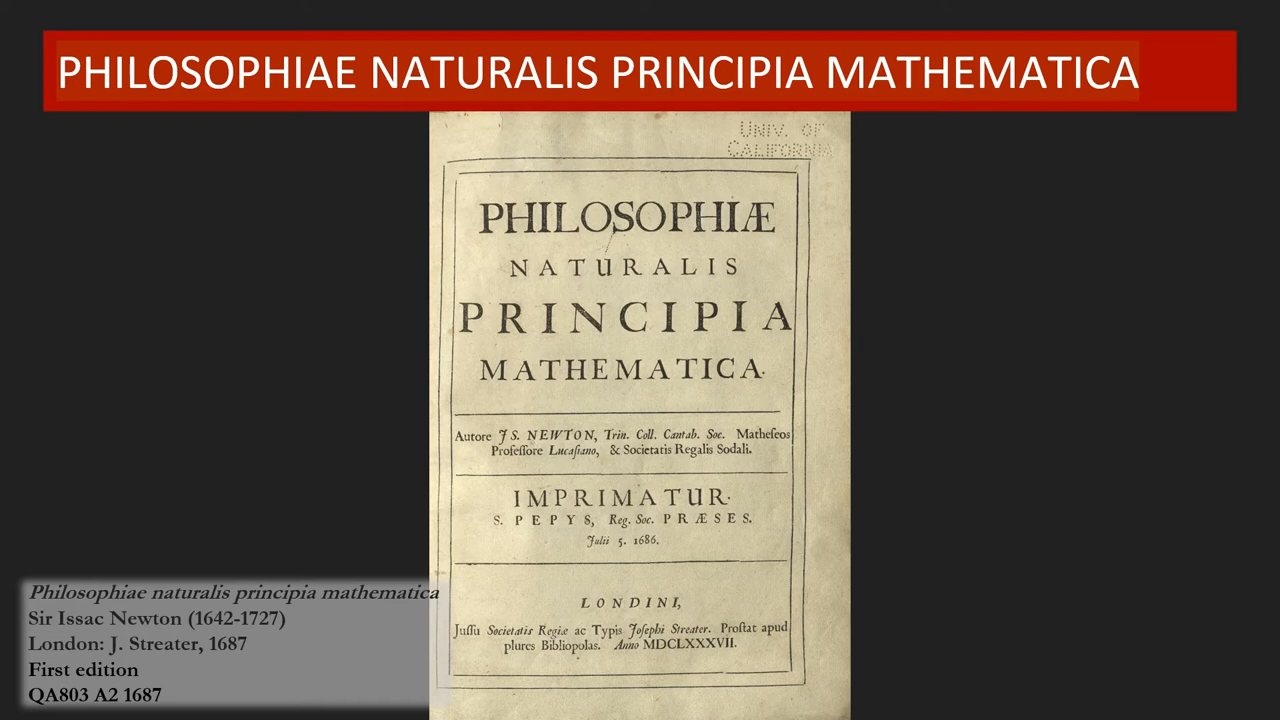 PHILOSOPHIAE NATURALIS PRINCIPIA MATHEMATICA
UNIV. OF
CALIFORNIA
PHILOSOPHIÆ
NATURALIS
PRINCIPIA
MATHEMATICA.
Autore JS. NEWTON, Trin. Coll. Cantab. Soc. Matheſeos
Profeſſore Lucaſiano, & Societatis Regalis Sodali.
IMPRIMATUR.
S. PEPYS, Reg. Soc. PRÆSES.
Julii 5. 1686.
LONDINI,
Juſſu Societatis Regiæ ac Typis Joſephi Streater. Proſtat apud
plures Bibliopolas. Anno MDCLXXXVII.
Philosophiae naturalis principia mathematica
Sir Issac Newton (1642-1727)
London: J. Streater, 1687
First edition
QA803 A2 1687